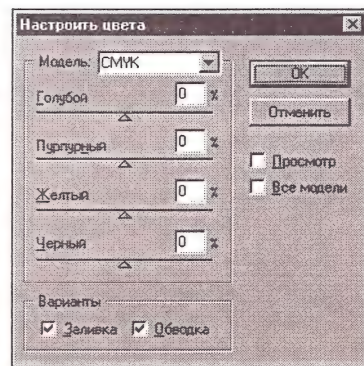 Настроить цвета
Модель: CMYK
Голубой 0 %
Пурпурный 0 %
Желтый 0 %
Черный 0 %
Варианты
Заливка Обводка
OK
Отменить
Просмотр
Все модели